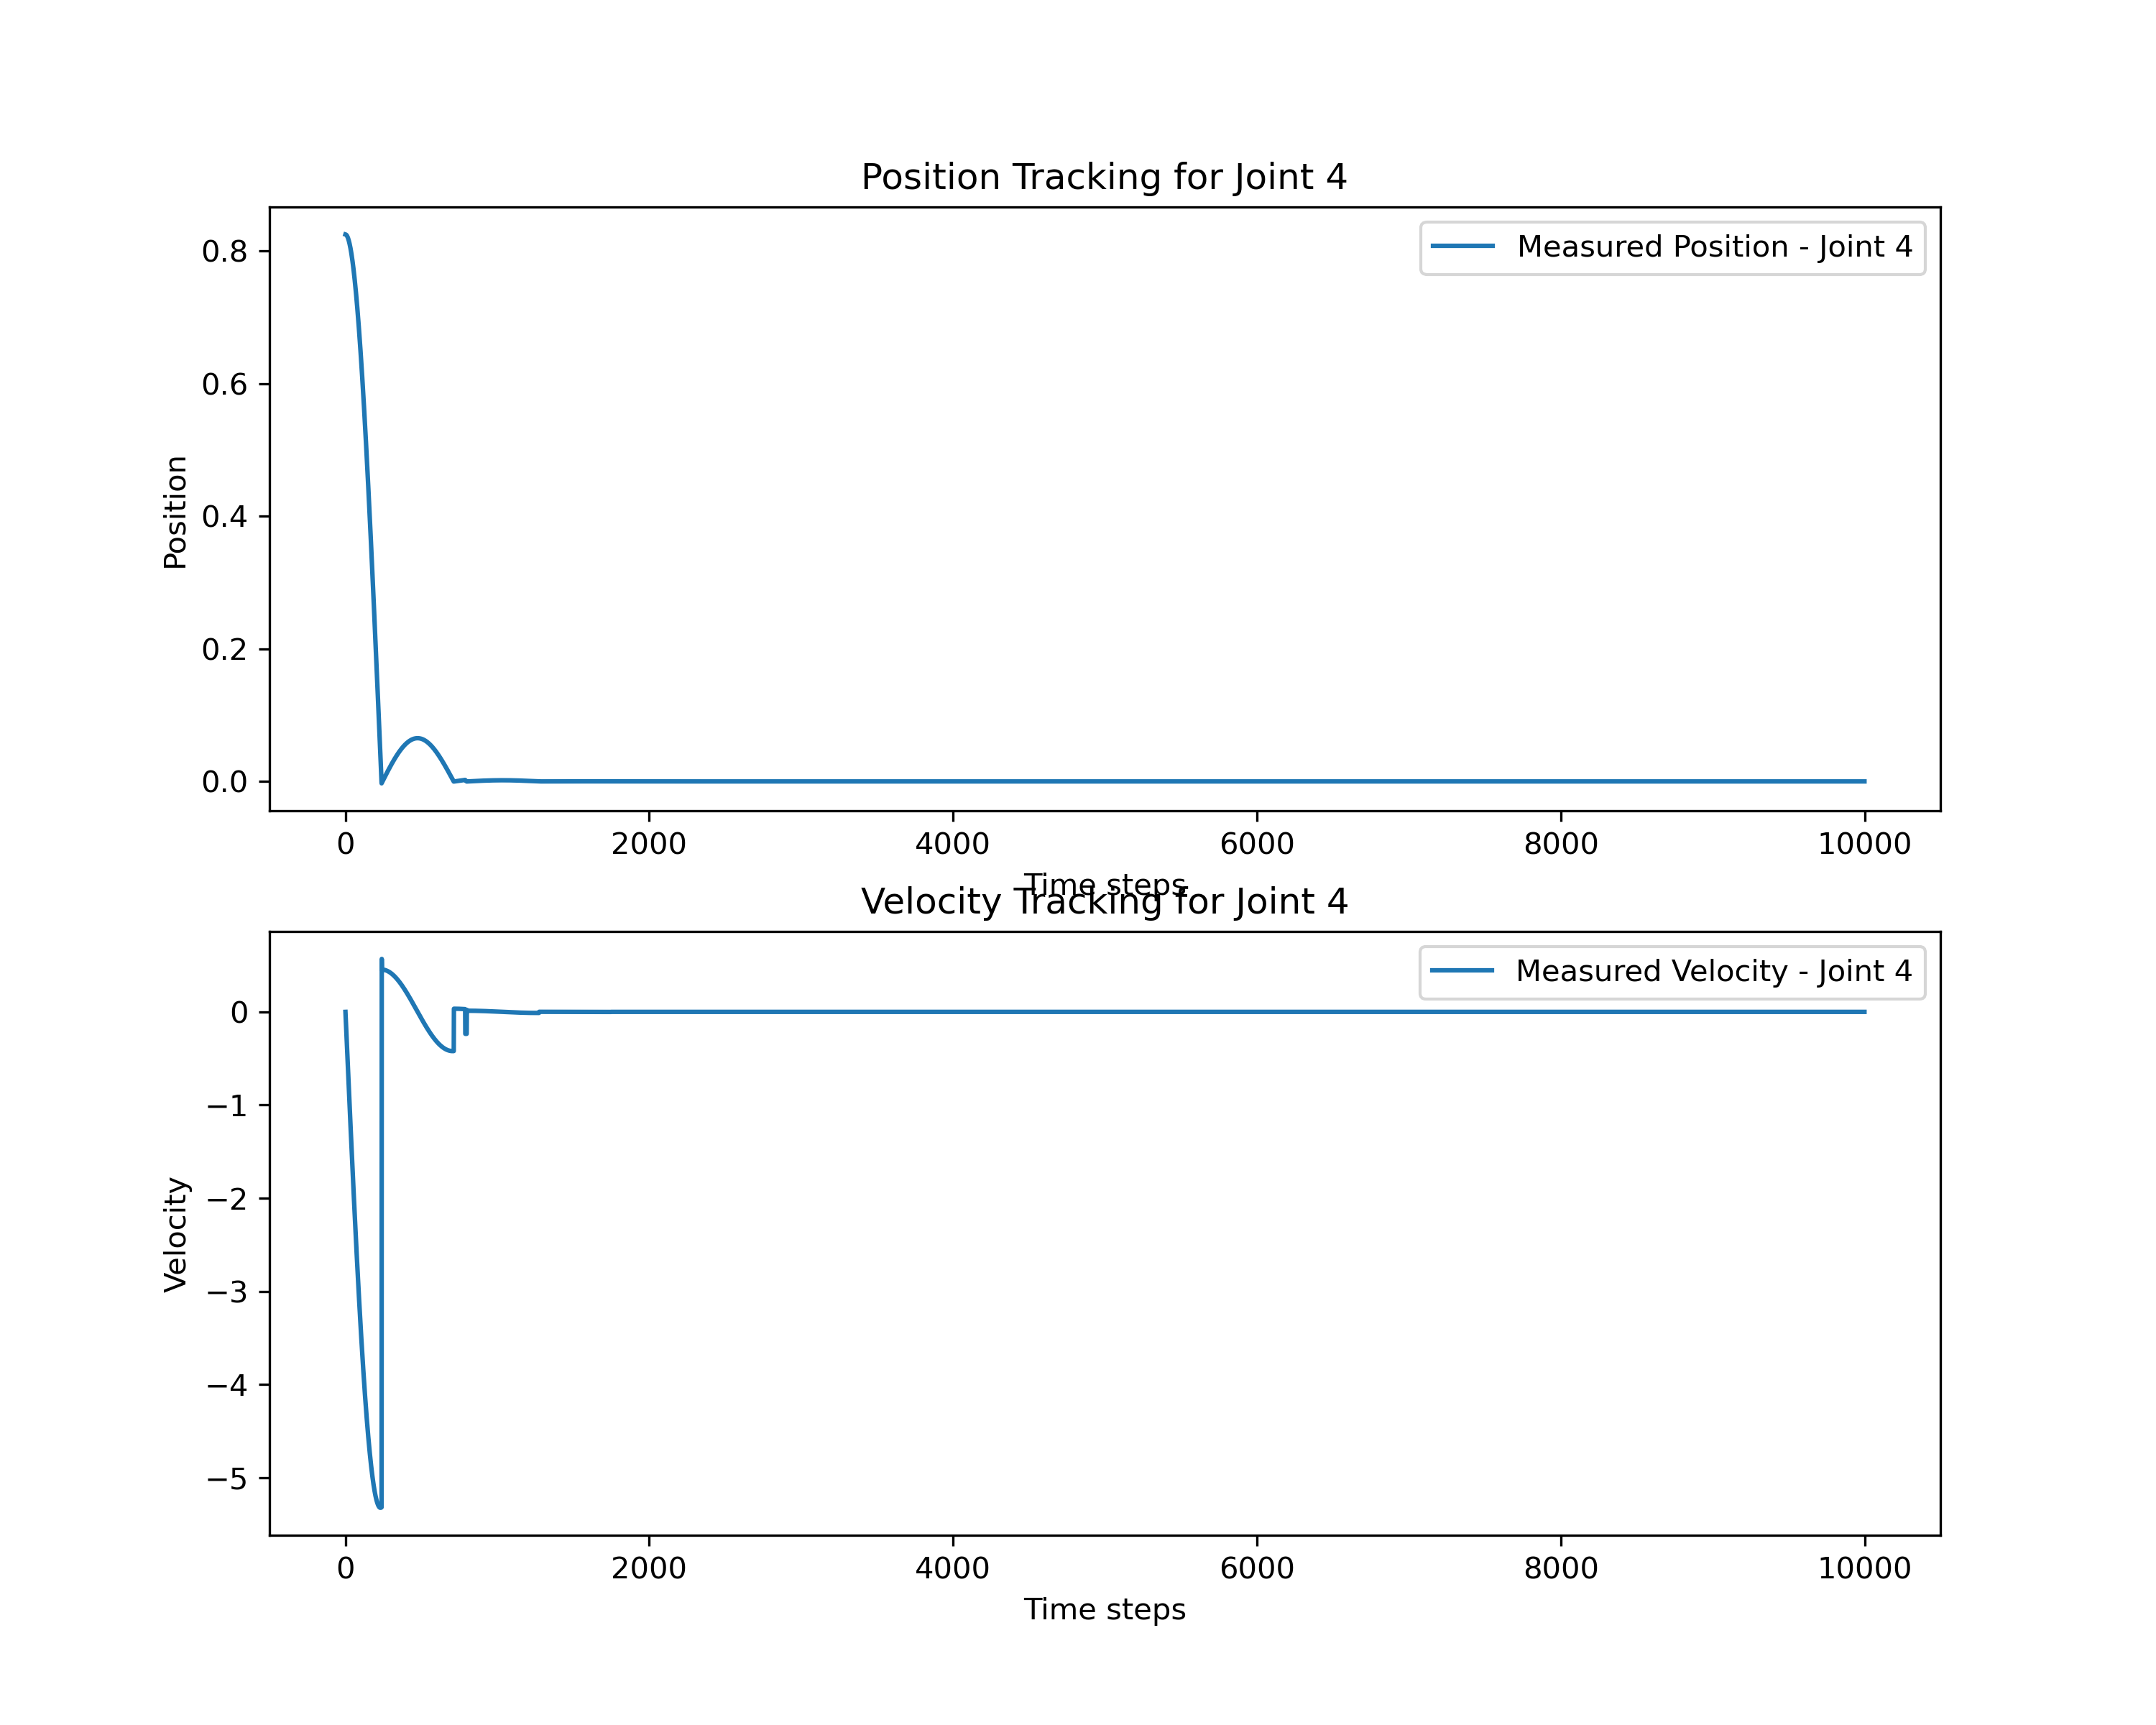 Position Tracking for Joint 4
Measured Position - Joint 4
Position
0.8
0.6
0.4
0.2
0.0
0 2000 4000 6000 8000 10000
Time steps
Velocity Tracking for Joint 4
Measured Velocity - Joint 4
Velocity
0
−1
−2
−3
−4
−5
0 2000 4000 6000 8000 10000
Time steps